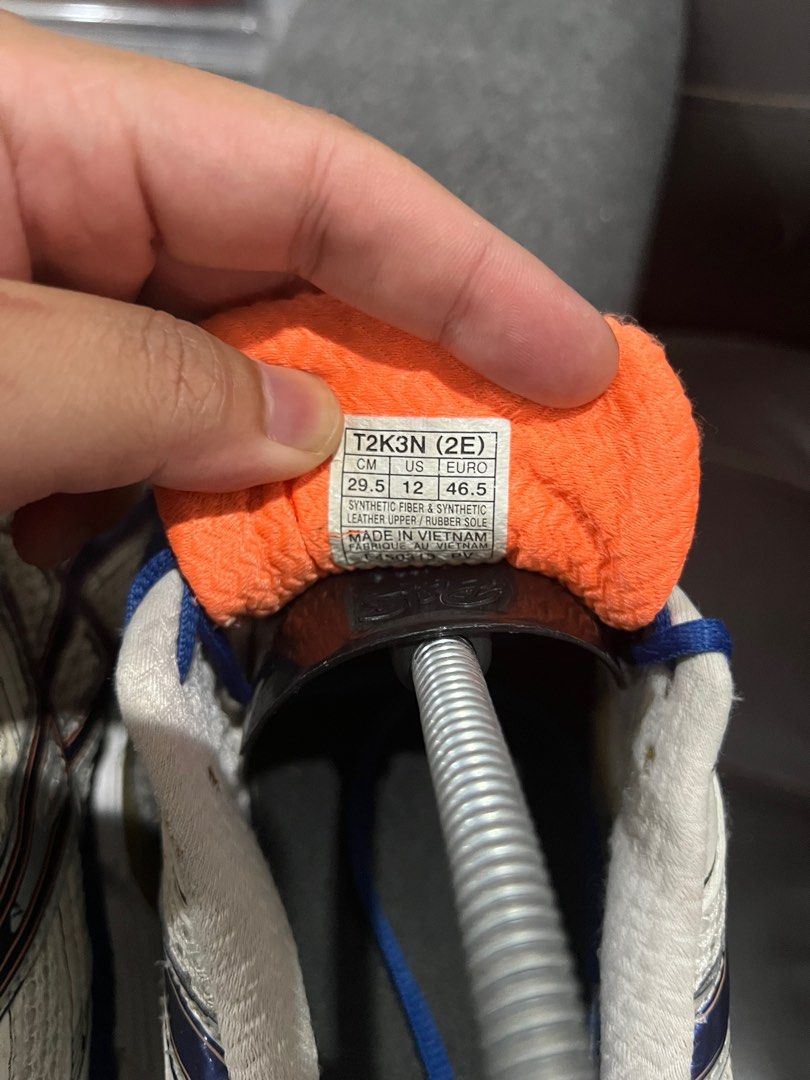 T2K3N (2E)
CM US EURO
29.5 12 46.5
SYNTHETIC FIBER & SYNTHETIC
LEATHER UPPER / RUBBER SOLE
MADE IN VIETNAM
FABRIQUE AU VIETNAM